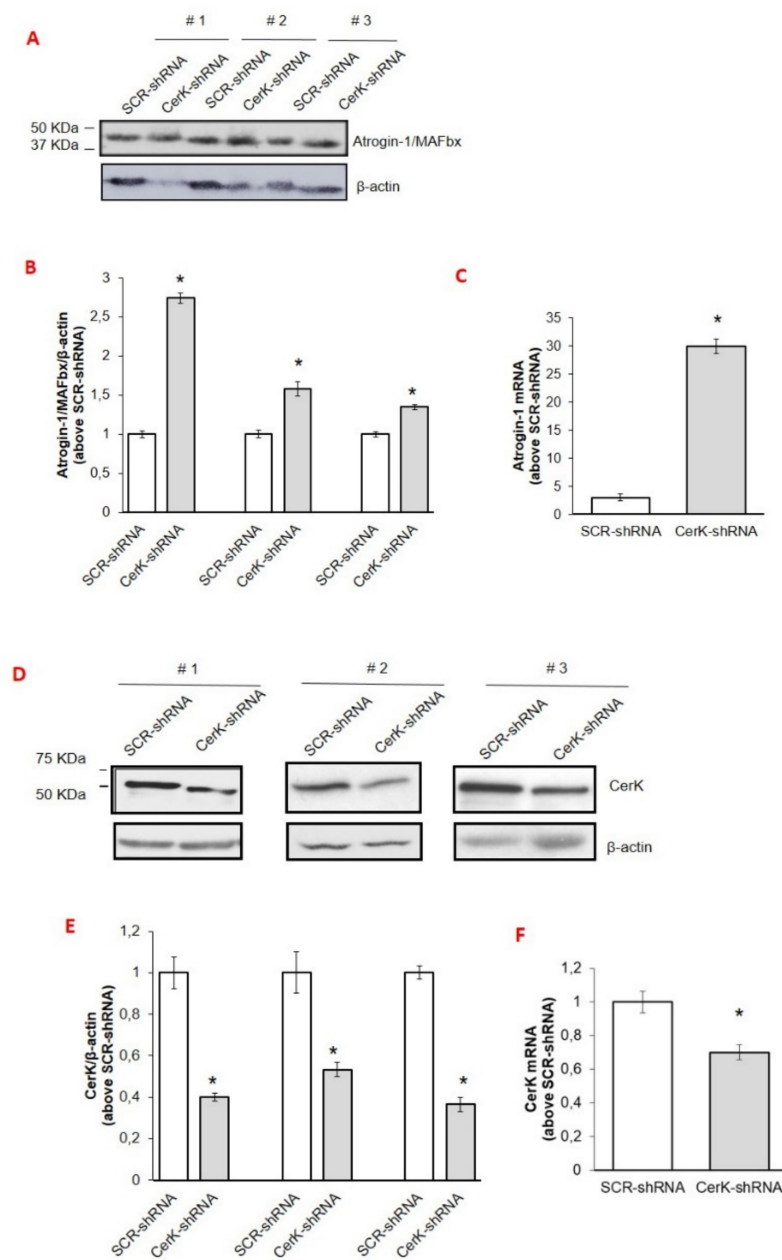 A
# 1
# 2
# 3
SCR-shRNA
CerK-shRNA
SCR-shRNA
CerK-shRNA
SCR-shRNA
CerK-shRNA
50 KDa
37 KDa
Atrogin-1/MAFbx
β-actin
B
Atrogin-1/MAFbx/β-actin
(above SCR-shRNA)
3
2,5
2
1,5
1
0,5
0
*
*
*
SCR-shRNA
CerK-shRNA
SCR-shRNA
CerK-shRNA
SCR-shRNA
CerK-shRNA
C
Atrogin-1 mRNA
(above SCR-shRNA)
35
30
25
20
15
10
5
0
*
SCR-shRNA CerK-shRNA
D
# 1
# 2
# 3
SCR-shRNA
CerK-shRNA
SCR-shRNA
CerK-shRNA
SCR-shRNA
CerK-shRNA
75 KDa
50 KDa
CerK
β-actin
E
CerK/β-actin
(above SCR-shRNA)
1,2
1
0,8
0,6
0,4
0,2
0
*
*
*
SCR-shRNA
CerK-shRNA
SCR-shRNA
CerK-shRNA
SCR-shRNA
CerK-shRNA
F
CerK mRNA
(above SCR-shRNA)
1,2
1
0,8
0,6
0,4
0,2
0
*
SCR-shRNA CerK-shRNA